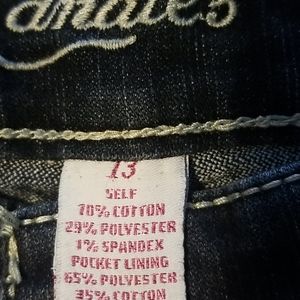 13
SELF
70% COTTON
29% POLYESTER
1% SPANDEX
POCKET LINING
65% POLYESTER
35% COTTON